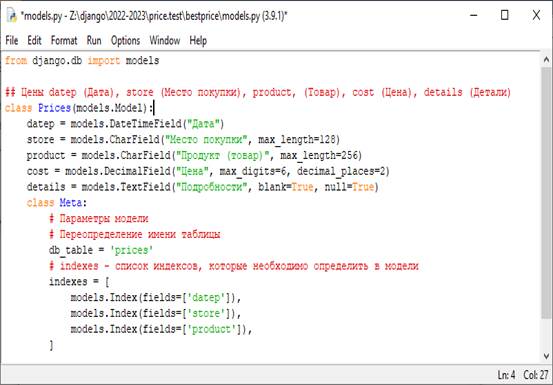 *models.py - Z:\django\2022-2023\price.test\bestprice\models.py (3.9.1)*
File Edit Format Run Options Window Help
from django.db import models
## Цены datep (Дата), store (Место покупки), product, (Товар), cost (Цена), details (Детали)
class Prices(models.Model):
    datep = models.DateTimeField("Дата")
    store = models.CharField("Место покупки", max_length=128)
    product = models.CharField("Продукт (товар)", max_length=256)
    cost = models.DecimalField("Цена", max_digits=6, decimal_places=2)
    details = models.TextField("Подробности", blank=True, null=True)
    class Meta:
        # Параметры модели
        # Переопределение имени таблицы
        db_table = 'prices'
        # indexes - список индексов, которые необходимо определить в модели
        indexes = [
            models.Index(fields=['datep']),
            models.Index(fields=['store']),
            models.Index(fields=['product']),
        ]
Ln: 4 Col: 27